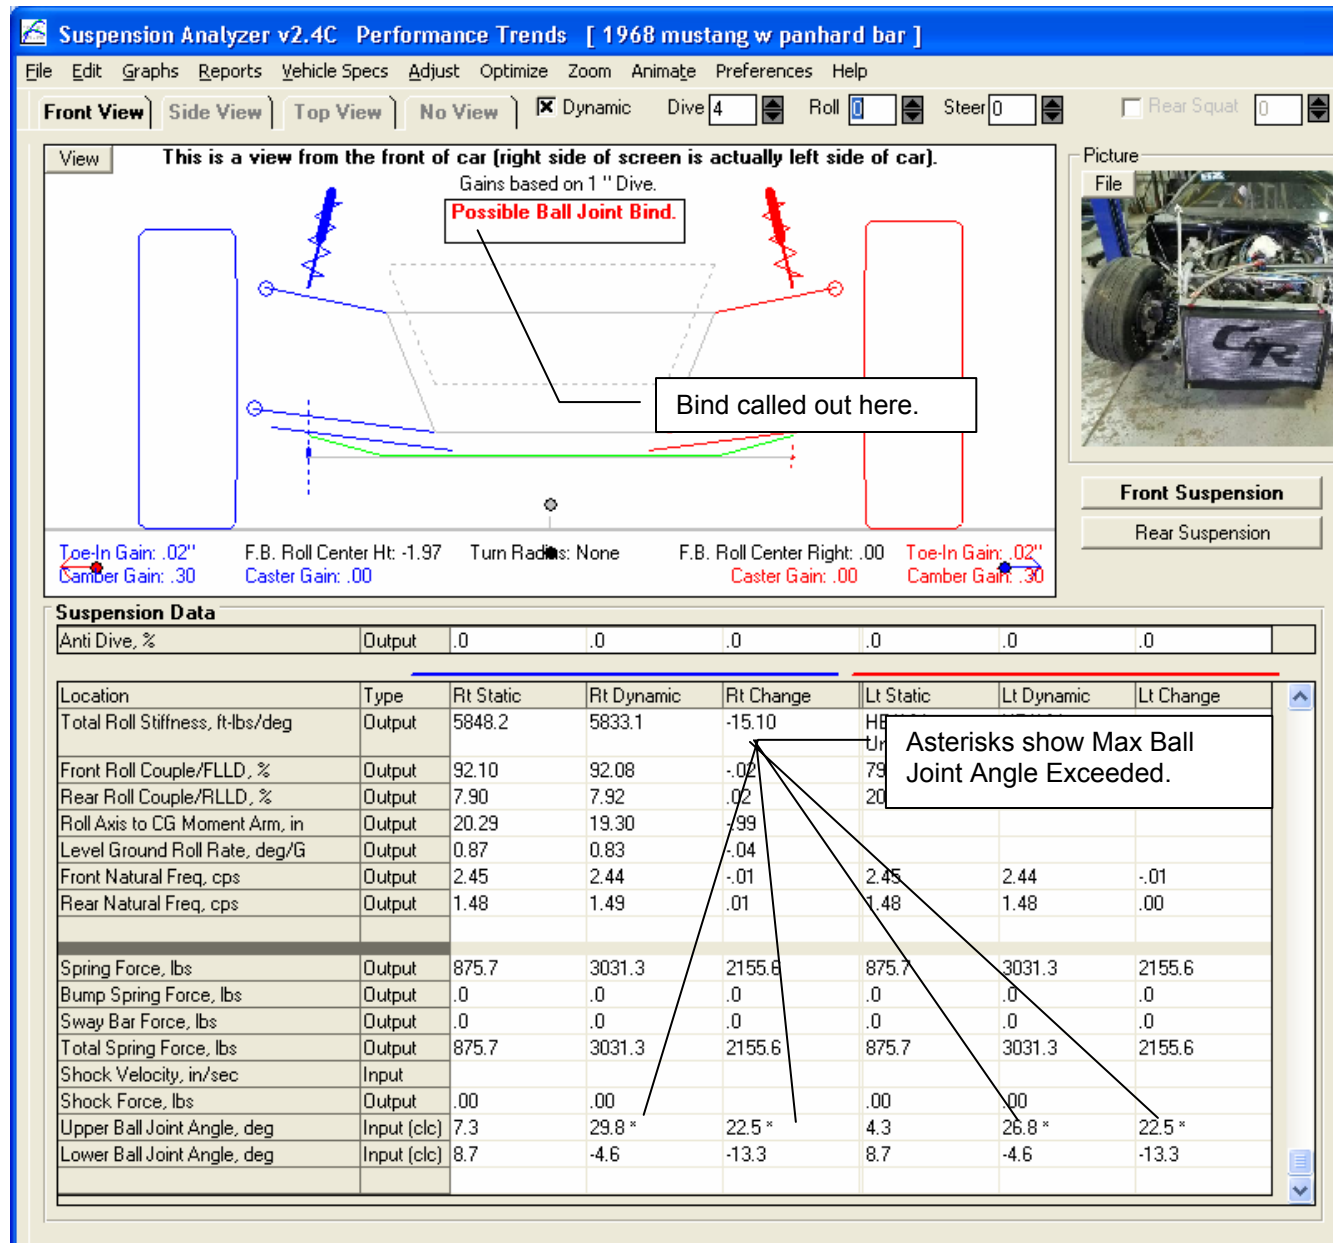 Suspension Analyzer v2.4C   Performance Trends   [ 1968 mustang w panhard bar ]
File Edit Graphs Reports Vehicle Specs Adjust Optimize Zoom Animate Preferences Help
Front View Side View Top View No View Dynamic Dive 4 Roll 0 Steer 0 Rear Squat 0
View This is a view from the front of car (right side of screen is actually left side of car).
Gains based on 1 '' Dive.
Possible Ball Joint Bind.
Bind called out here.
Toe-In Gain: .02'' F.B. Roll Center Ht: -1.97 Turn Radius: None F.B. Roll Center Right: .00 Toe-In Gain: .02''
Camber Gain: .30 Caster Gain: .00 Caster Gain: .00 Camber Gain: .30
Picture
File
C&R
Front Suspension
Rear Suspension
Suspension Data
Anti Dive, % Output .0 .0 .0 .0 .0 .0
Location Type Rt Static Rt Dynamic Rt Change Lt Static Lt Dynamic Lt Change
Total Roll Stiffness, ft-lbs/deg Output 5848.2 5833.1 -15.10
Asterisks show Max Ball
Joint Angle Exceeded.
Front Roll Couple/FLLD, % Output 92.10 92.08 -.02 79
Rear Roll Couple/RLLD, % Output 7.90 7.92 .02 20
Roll Axis to CG Moment Arm, in Output 20.29 19.30 -.99
Level Ground Roll Rate, deg/G Output 0.87 0.83 -.04
Front Natural Freq, cps Output 2.45 2.44 -.01 2.45 2.44 -.01
Rear Natural Freq, cps Output 1.48 1.49 .01 1.48 1.48 .00
Spring Force, lbs Output 875.7 3031.3 2155.6 875.7 3031.3 2155.6
Bump Spring Force, lbs Output .0 .0 .0 .0 .0 .0
Sway Bar Force, lbs Output .0 .0 .0 .0 .0 .0
Total Spring Force, lbs Output 875.7 3031.3 2155.6 875.7 3031.3 2155.6
Shock Velocity, in/sec Input
Shock Force, lbs Output .00 .00 .00 .00
Upper Ball Joint Angle, deg Input (clc) 7.3 29.8 * 22.5 * 4.3 26.8 * 22.5 *
Lower Ball Joint Angle, deg Input (clc) 8.7 -4.6 -13.3 8.7 -4.6 -13.3